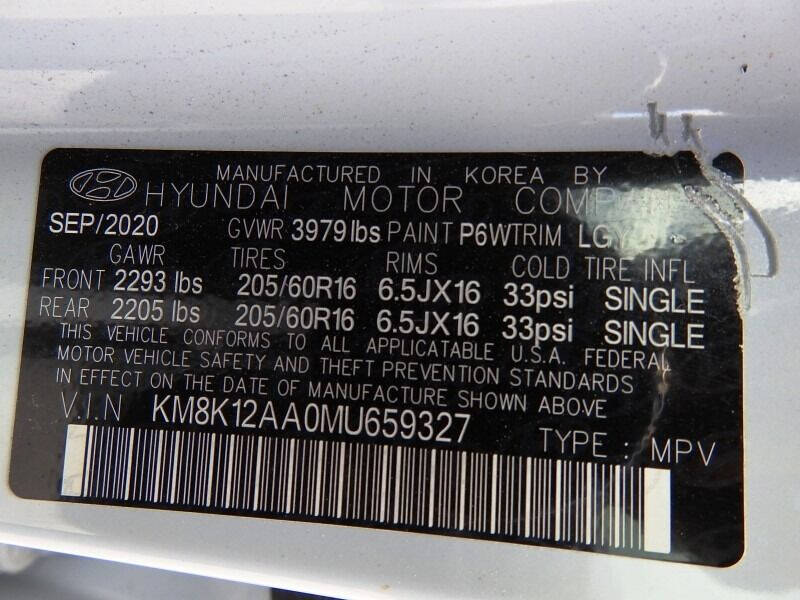 MANUFACTURED IN KOREA BY
HYUNDAI MOTOR
SEP/2020 GVWR 3979lbs PAINT P6W TRIM
GAWR TIRES RIMS COLD TIRE INFL
FRONT 2293 lbs 205/60R16 6.5JX16 33psi SINGLE
REAR 2205 lbs 205/60R16 6.5JX16 33psi SINGLE
THIS VEHICLE CONFORMS TO ALL APPLICATABLE U.S.A. FEDERAL
MOTOR VEHICLE SAFETY AND THEFT PREVENTION STANDARDS
IN EFFECT ON THE DATE OF MANUFACTURE SHOWN ABOVE
V.I.N KM8K12AA0MU659327 TYPE : MPV